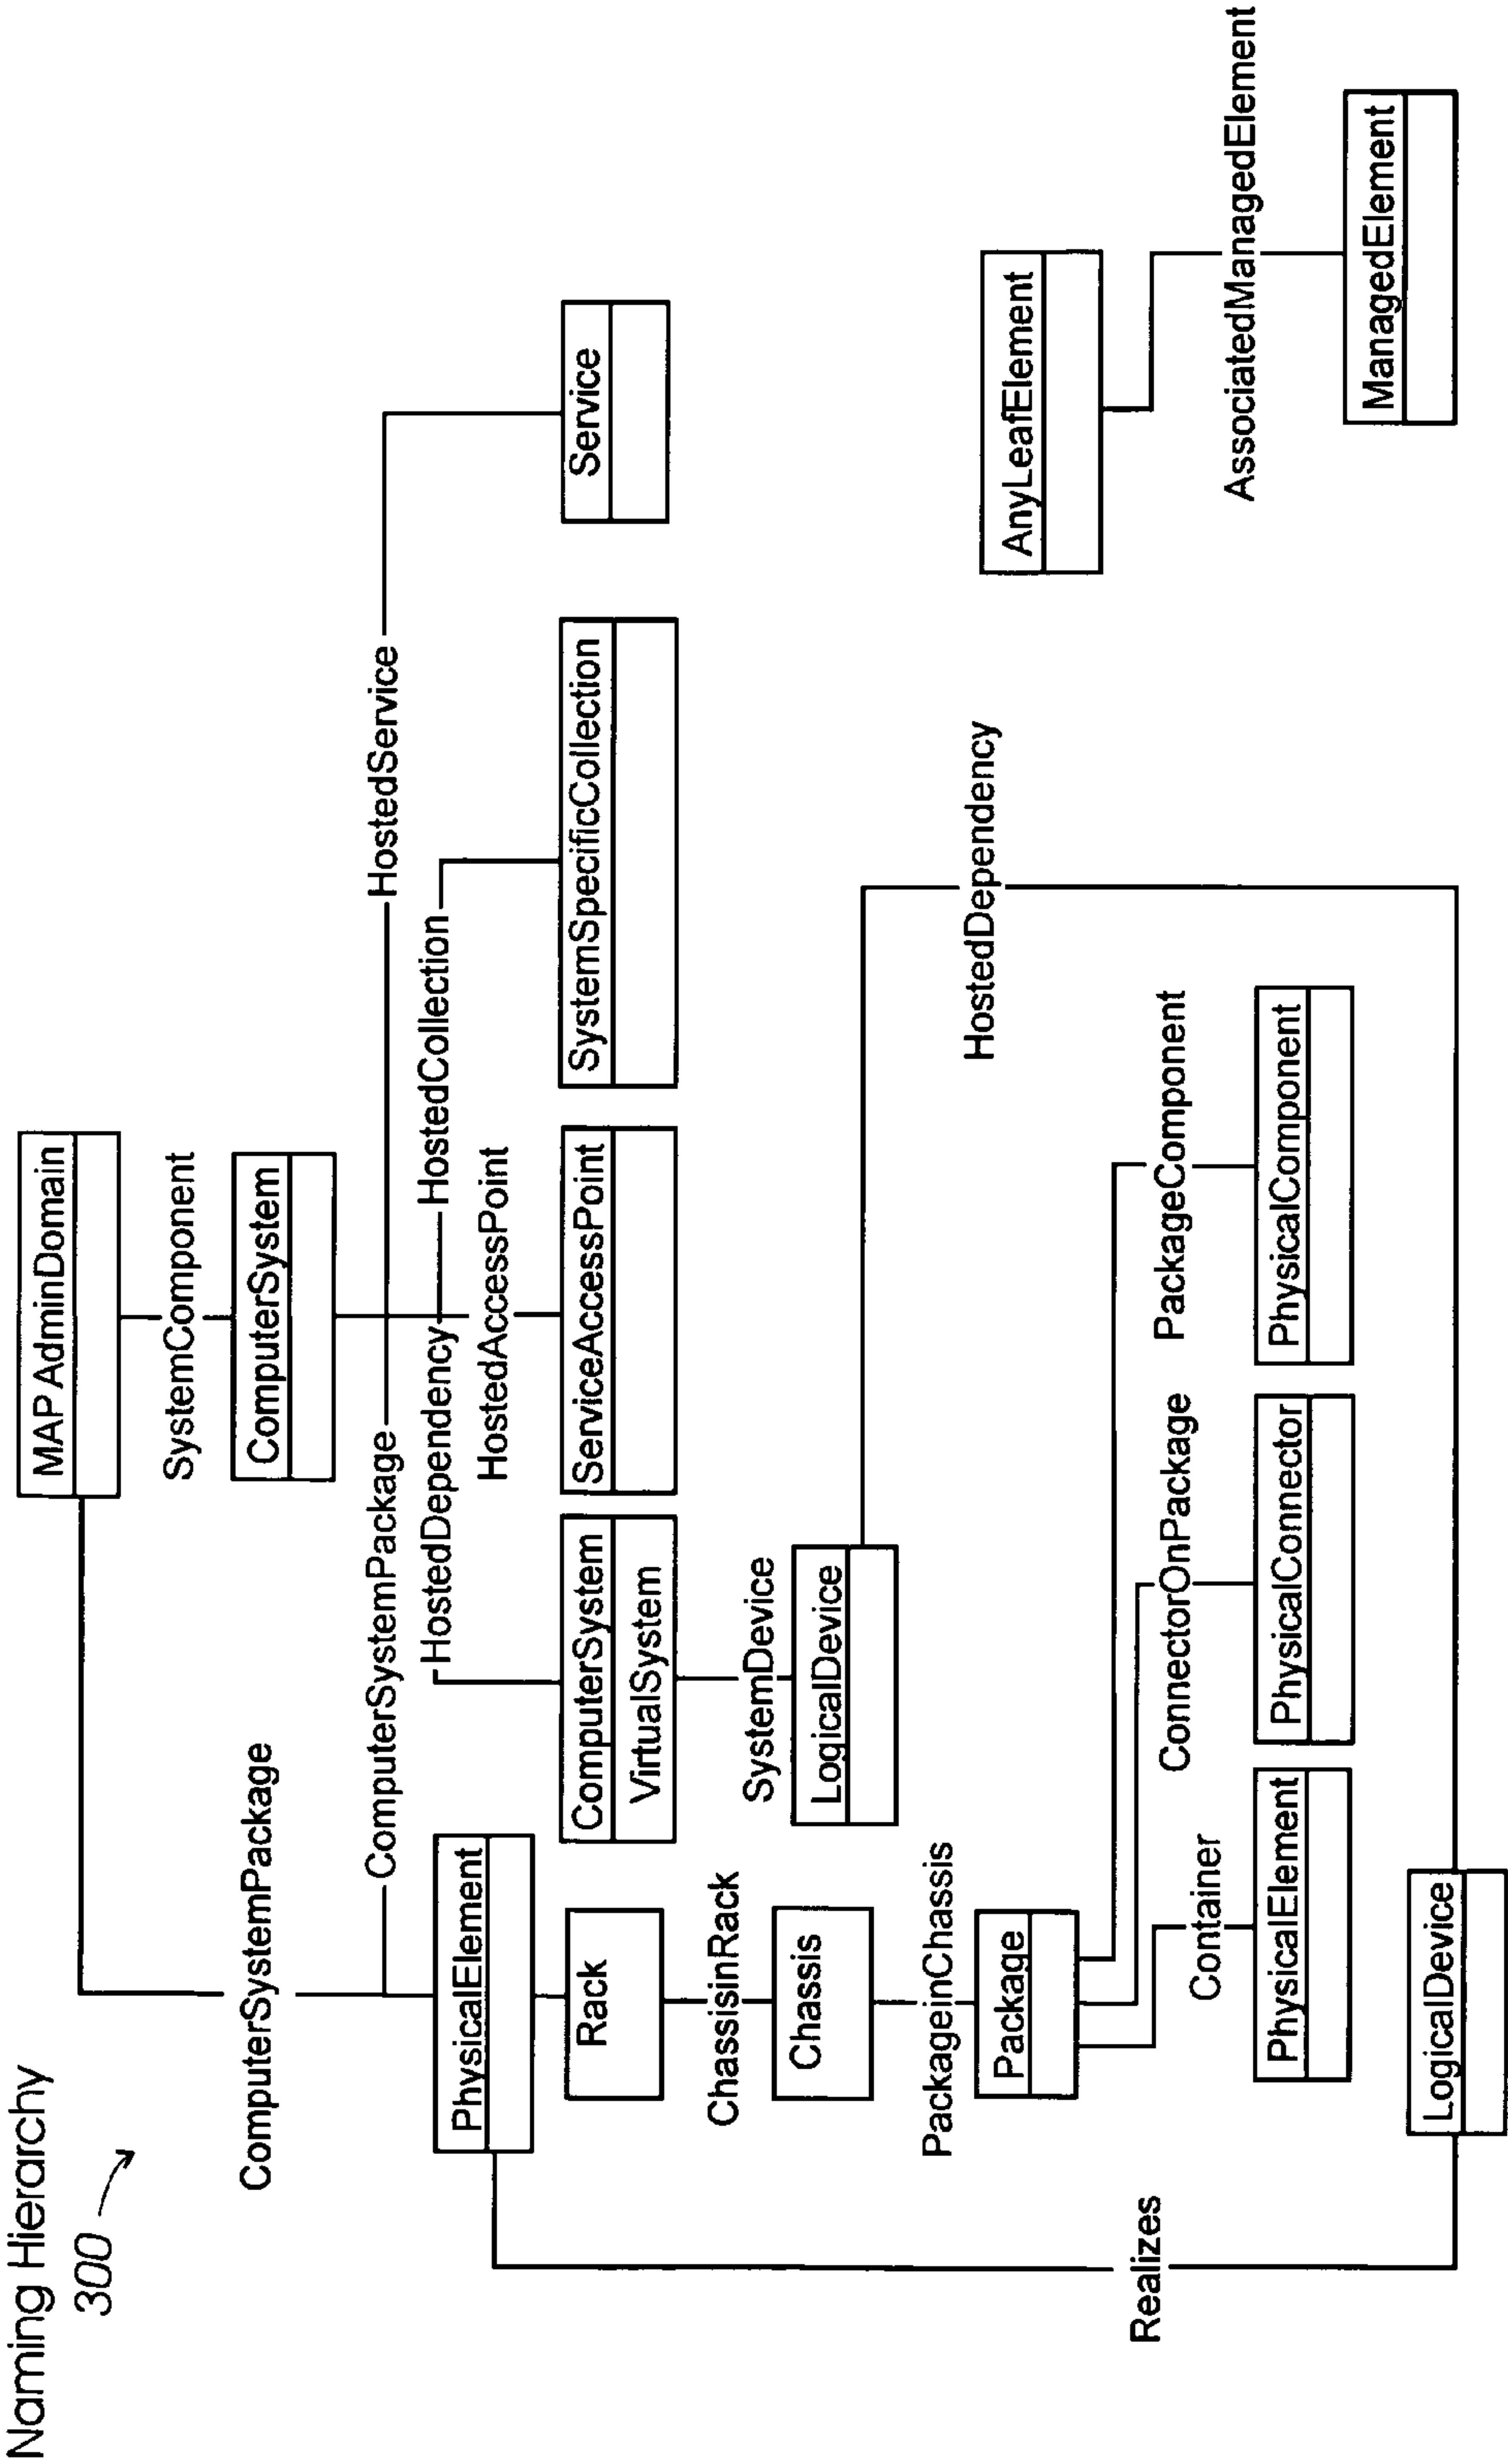 Naming Hierarchy
300
MAP AdminDomain
SystemComponent
ComputerSystem
ComputerSystemPackage
ComputerSystemPackage
HostedService
HostedDependency
HostedCollection
HostedAccessPoint
PhysicalElement
Rack
ChassisinRack
Chassis
PackageinChassis
Package
ComputerSystem
VirtualSystem
ServiceAccessPoint
SystemSpecificCollection
Service
SystemDevice
LogicalDevice
HostedDependency
AnyLeafElement
AssociatedManagedElement
ManagedElement
Container
ConnectorOnPackage
PackageComponent
PhysicalElement
PhysicalConnector
PhysicalComponent
Realizes
LogicalDevice